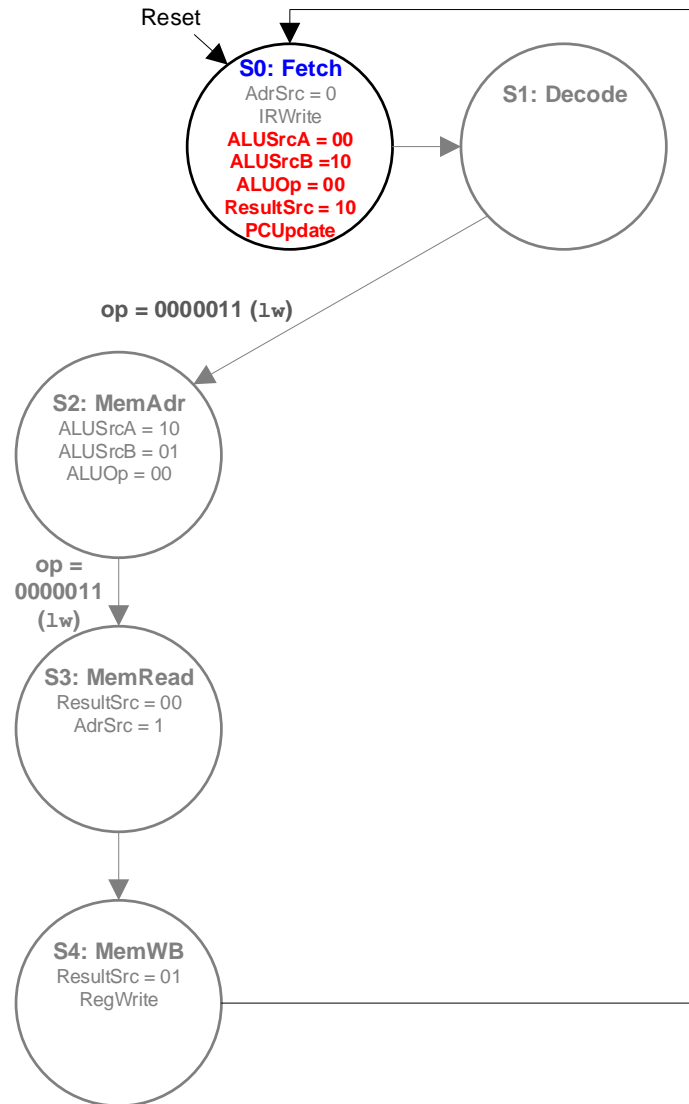 Reset
S0: Fetch
AdrSrc = 0
IRWrite
ALUSrcA = 00
ALUSrcB =10
ALUOp = 00
ResultSrc = 10
PCUpdate
S1: Decode
op = 0000011 (lw)
S2: MemAdr
ALUSrcA = 10
ALUSrcB = 01
ALUOp = 00
op =
0000011
(lw)
S3: MemRead
ResultSrc = 00
AdrSrc = 1
S4: MemWB
ResultSrc = 01
RegWrite